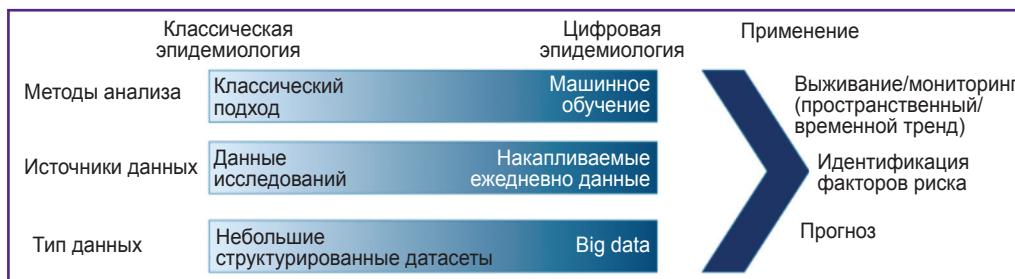 Классическая
эпидемиология
Цифровая
эпидемиология
Применение
Методы анализа
Классический
подход
Машинное
обучение
Источники данных
Данные
исследований
Накапливаемые
ежедневно данные
Тип данных
Небольшие
структурированные датасеты
Big data
Выживание/мониторинг
(пространственный/
временной тренд)
Идентификация
факторов риска
Прогноз